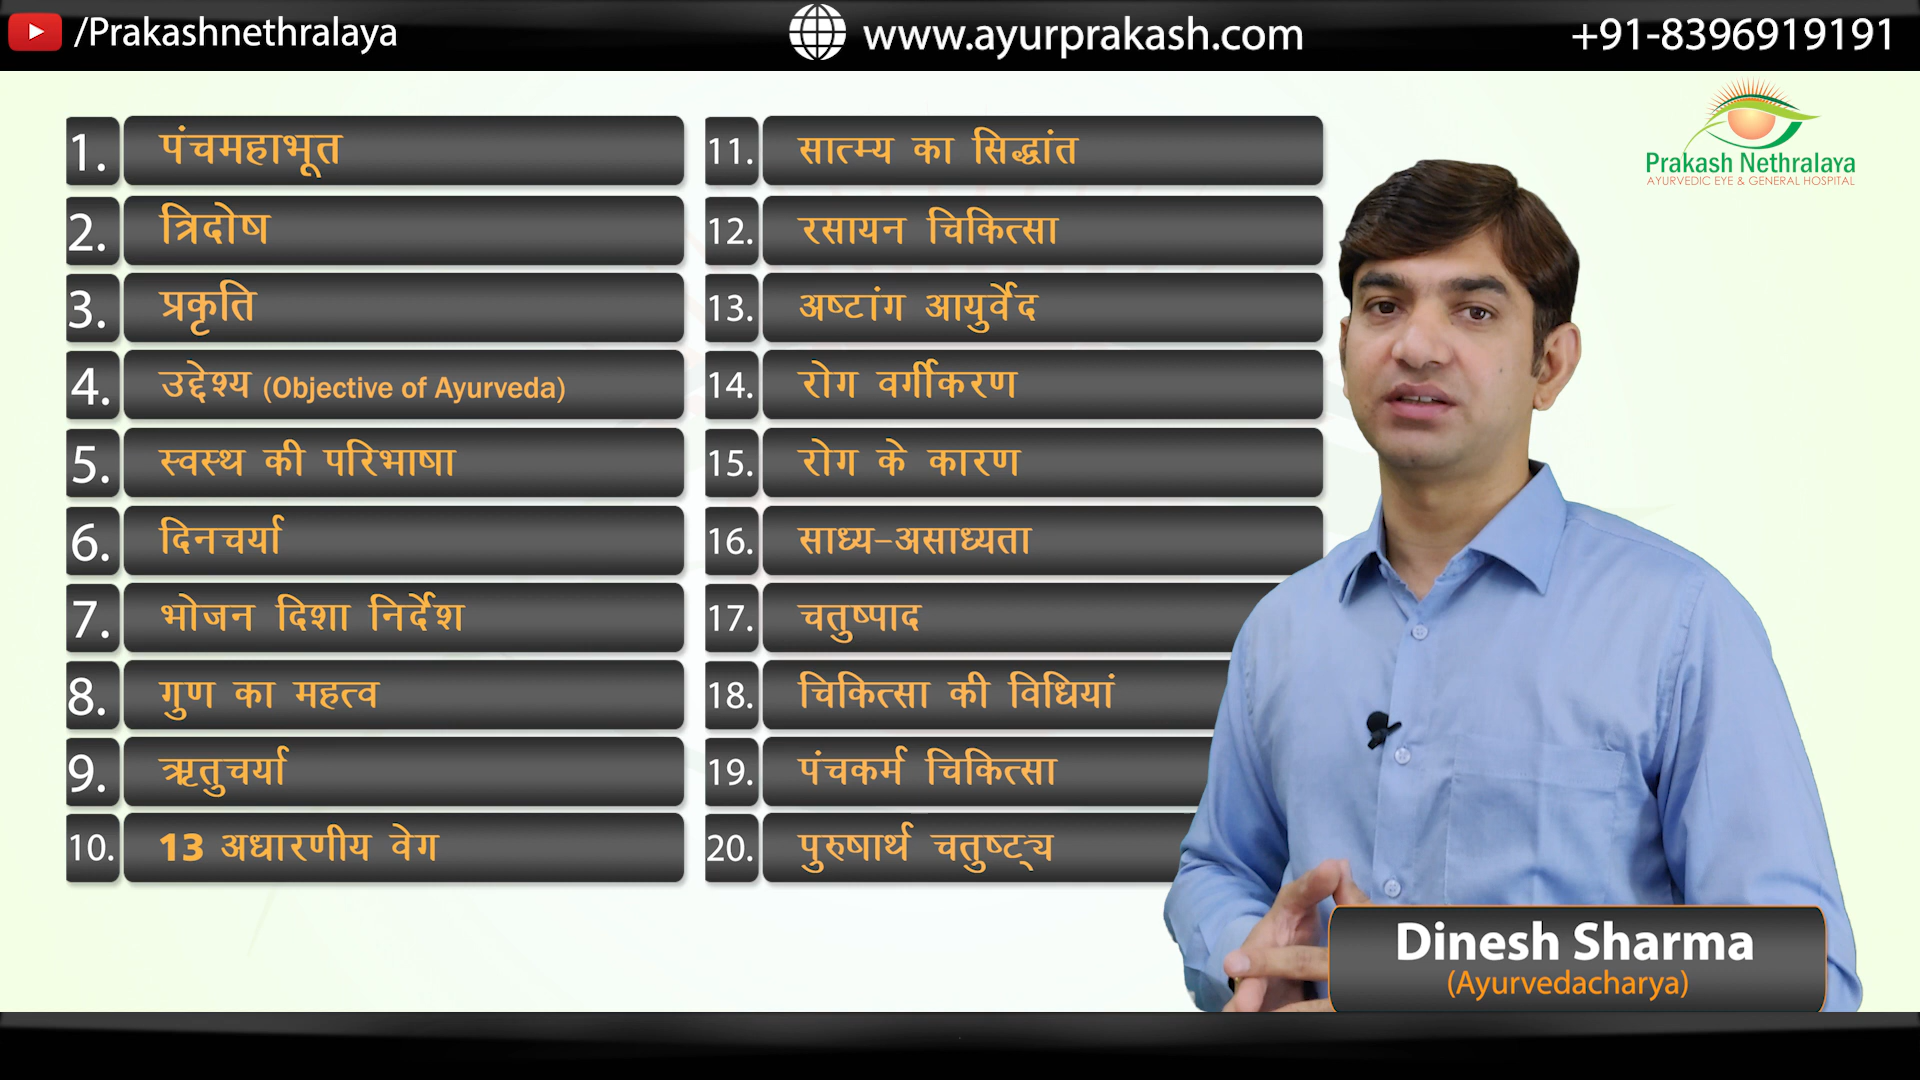 /Prakashnethralaya
www.ayurprakash.com
+91-8396919191
Prakash Nethralaya
AYURVEDIC EYE & GENERAL HOSPITAL
1. पंचमहाभूत
2. त्रिदोष
3. प्रकृति
4. उद्देश्य (Objective of Ayurveda)
5. स्वस्थ की परिभाषा
6. दिनचर्या
7. भोजन दिशा निर्देश
8. गुण का महत्व
9. ऋतुचर्या
10. 13 अधारणीय वेग
11. सात्म्य का सिद्धांत
12. रसायन चिकित्सा
13. अष्टांग आयुर्वेद
14. रोग वर्गीकरण
15. रोग के कारण
16. साध्य-असाध्यता
17. चतुष्पाद
18. चिकित्सा की विधियां
19. पंचकर्म चिकित्सा
20. पुरुषार्थ चतुष्ट्य
Dinesh Sharma
(Ayurvedacharya)